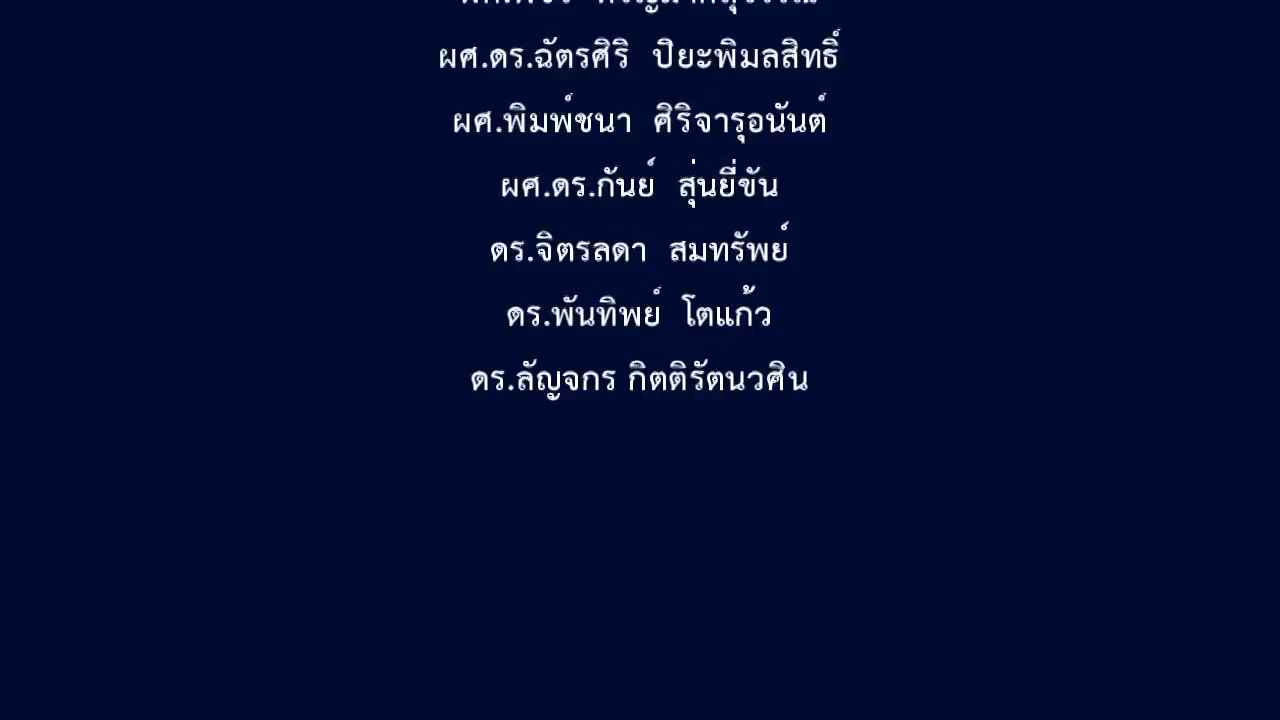 ผศ.ดร.ฉัตรศิริ ปิยะพิมลสิทธิ์
ผศ.พิมพ์ชนา ศิริจารุอนันต์
ผศ.ดร.กันย์ สุ่นยี่ขัน
ดร.จิตรลดา สมทรัพย์
ดร.พันทิพย์ โตแก้ว
ดร.ลัญจกร กิตติรัตนวศิน